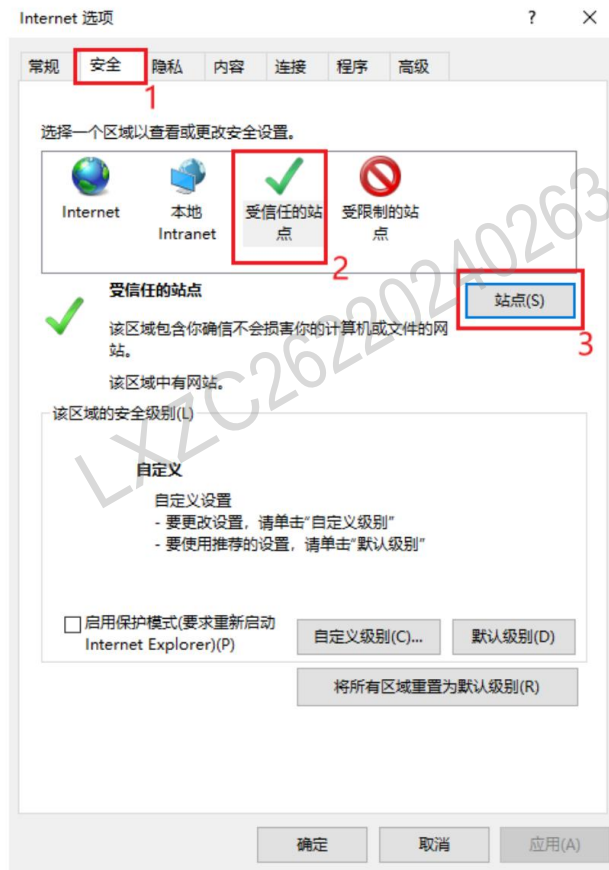 Internet 选项
? ×
常规 安全 隐私 内容 连接 程序 高级
1
选择一个区域以查看或更改安全设置。
Internet
本地
Intranet
受信任的站
点
受限制的站
点
2
受信任的站点
站点(S)
3
该区域包含你确信不会损害你的计算机或文件的网
站。
该区域中有网站。
该区域的安全级别(L)
自定义
自定义设置
- 要更改设置，请单击“自定义级别”
- 要使用推荐的设置，请单击“默认级别”
启用保护模式(要求重新启动
Internet Explorer)(P)
自定义级别(C)...
默认级别(D)
将所有区域重置为默认级别(R)
确定 取消 应用(A)
LXZC26220240263